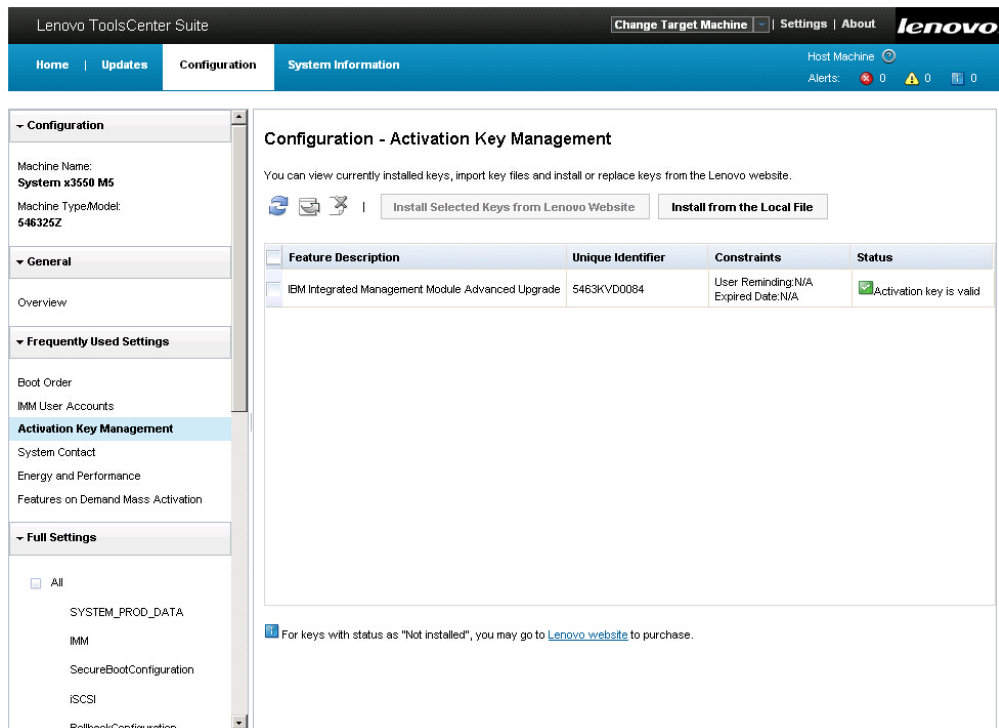 Lenovo ToolsCenter Suite
Change Target Machine | Settings | About
lenovo
Home | Updates Configuration System Information
Host Machine
Alerts: 0 0 0
Configuration
Machine Name:
System x3550 M5
Machine Type/Model:
546325Z
General
Overview
Frequently Used Settings
Boot Order
IMM User Accounts
Activation Key Management
System Contact
Energy and Performance
Features on Demand Mass Activation
Full Settings
All
SYSTEM_PROD_DATA
IMM
SecureBootConfiguration
iSCSI
RollbackConfiguration
Configuration - Activation Key Management
You can view currently installed keys, import key files and install or replace keys from the Lenovo website.
| Install Selected Keys from Lenovo Website Install from the Local File
Feature Description Unique Identifier Constraints Status
IBM Integrated Management Module Advanced Upgrade 5463KVD0084 User Reminding:N/A Activation key is valid
Expired Date:N/A
For keys with status as "Not installed", you may go to Lenovo website to purchase.